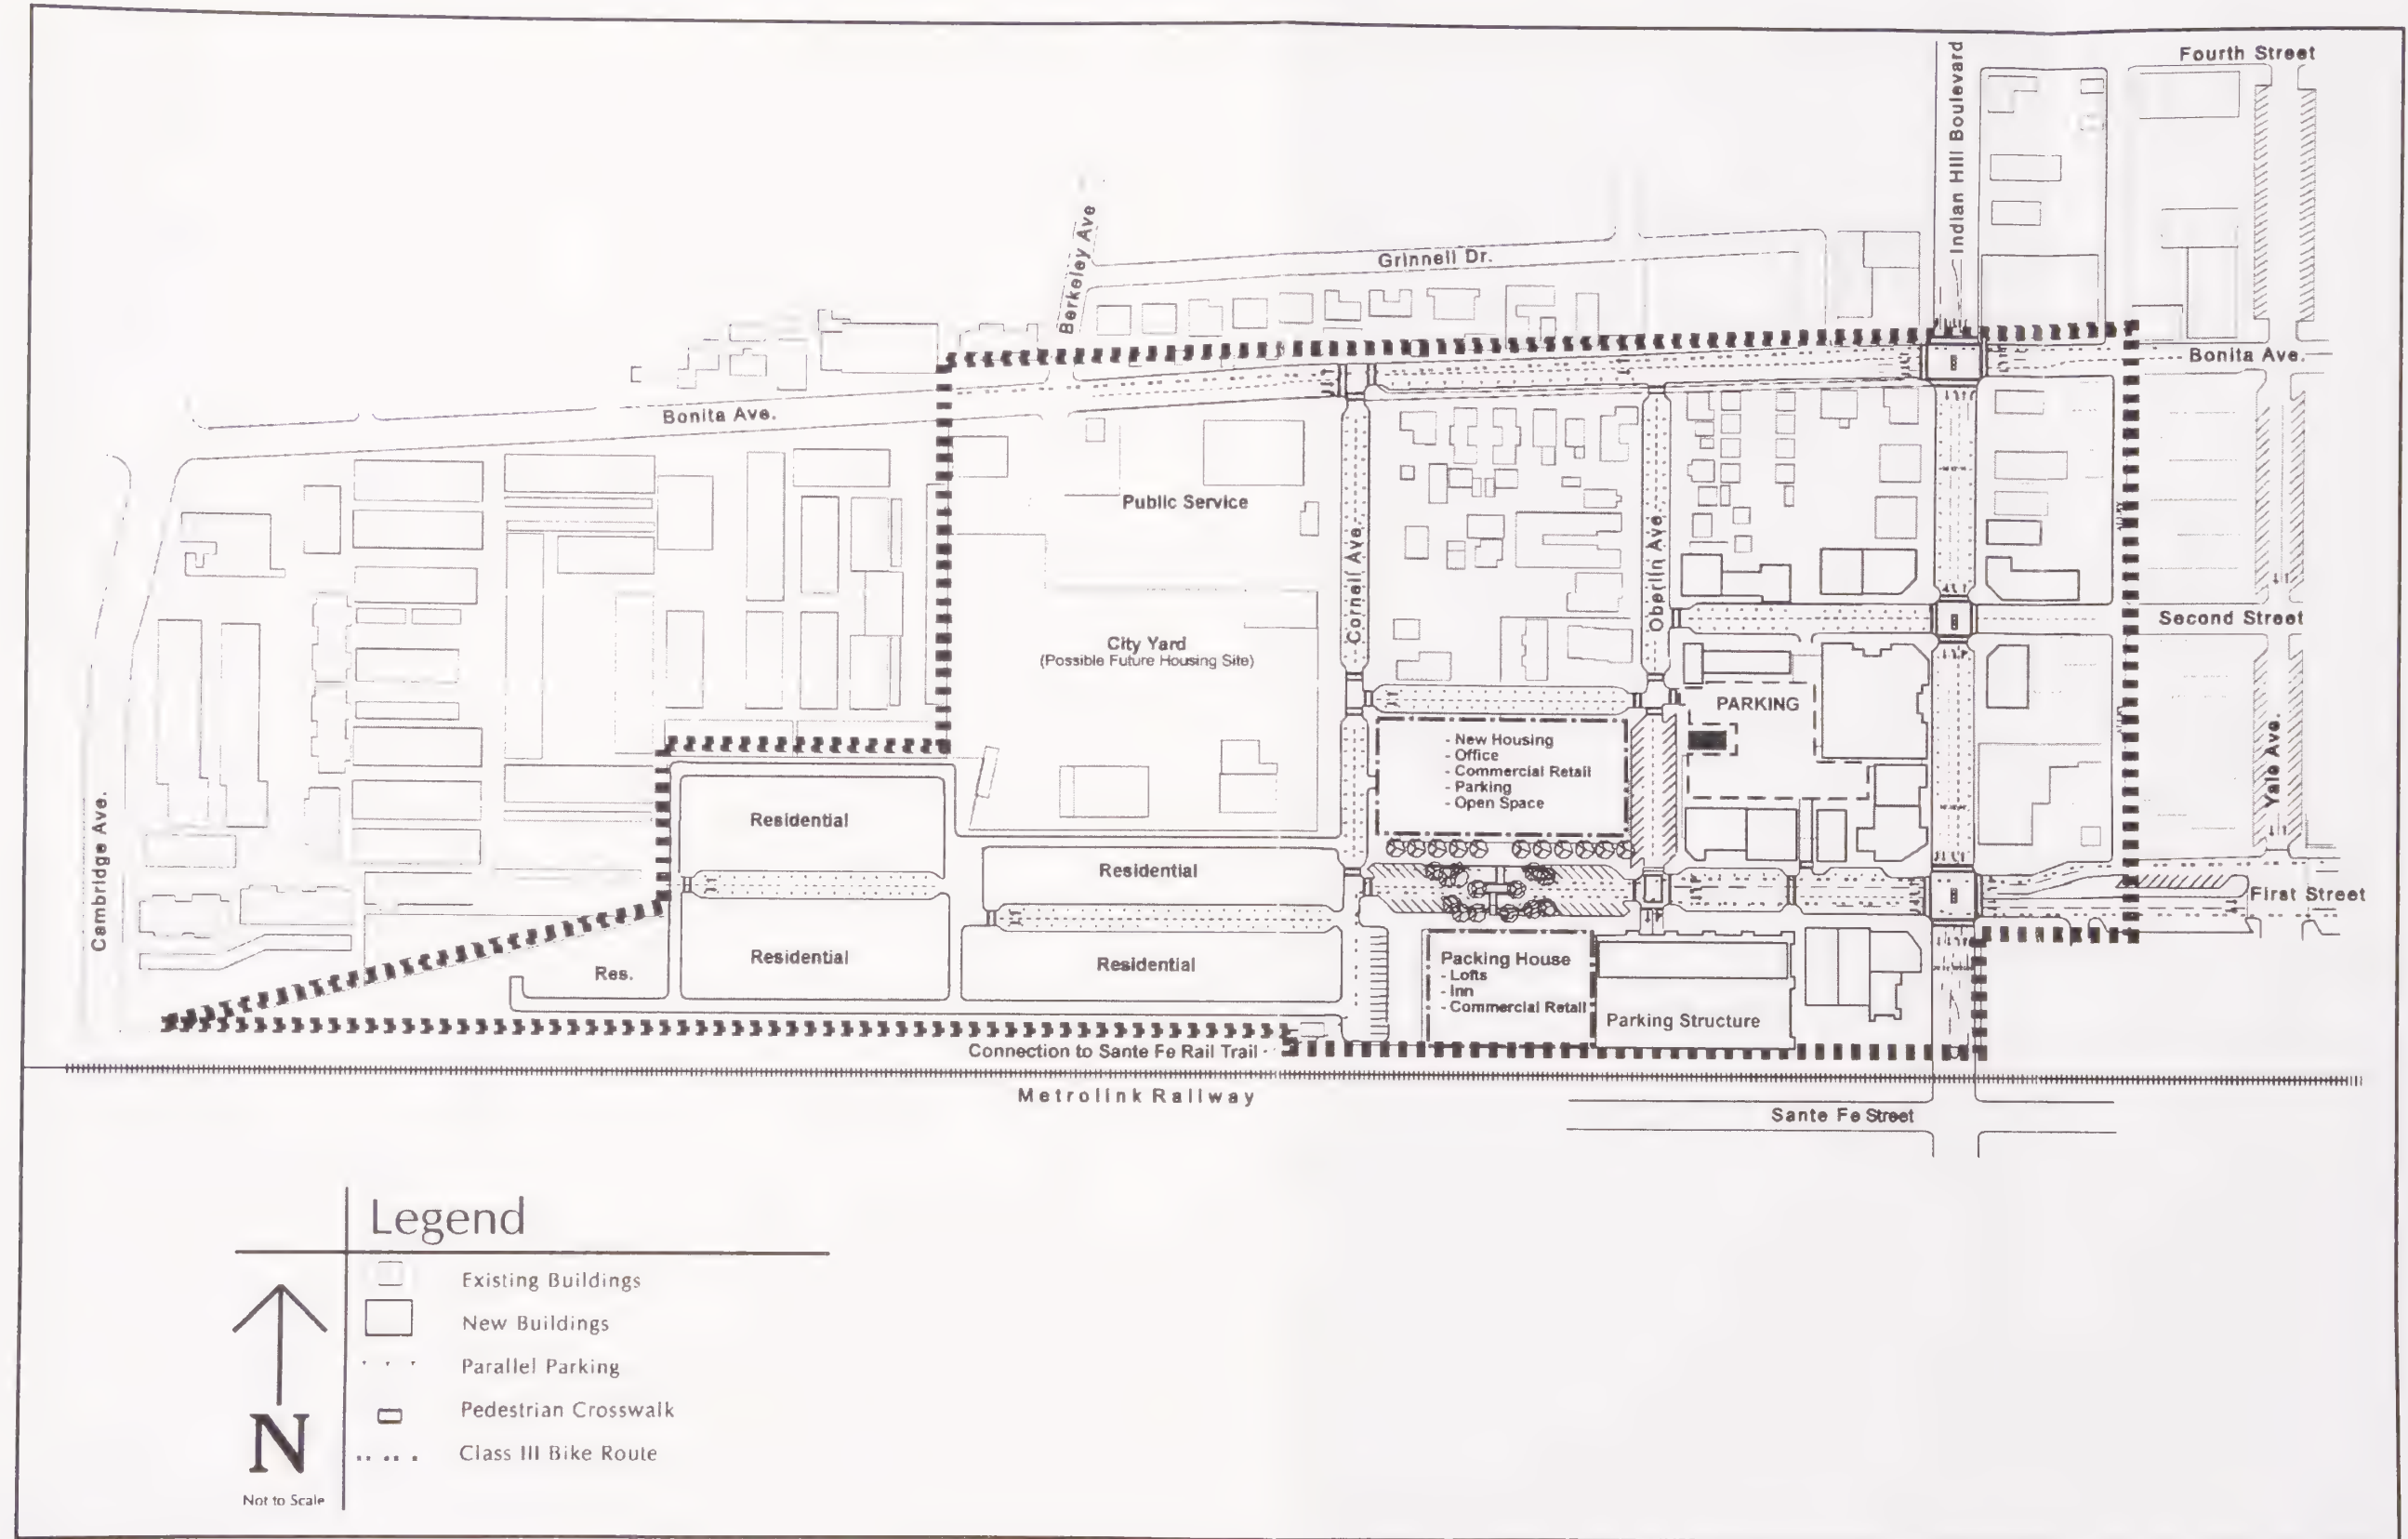 Fourth Street
Indian Hill Boulevard
Berkeley Ave
Grinnell Dr.
Bonita Ave.
Bonita Ave.
Public Service
Cornell Ave.
Oberlin Ave.
Second Street
City Yard
(Possible Future Housing Site)
PARKING
- New Housing
- Office
- Commercial Retail
- Parking
- Open Space
Yale Ave.
Residential
Residential
First Street
Cambridge Ave.
Residential
Residential
Res.
Packing House
- Lofts
- Inn
- Commercial Retail
Parking Structure
Connection to Sante Fe Rail Trail
Metrolink Railway
Sante Fe Street
Legend
Existing Buildings
New Buildings
Parallel Parking
Pedestrian Crosswalk
Class III Bike Route
N
Not to Scale